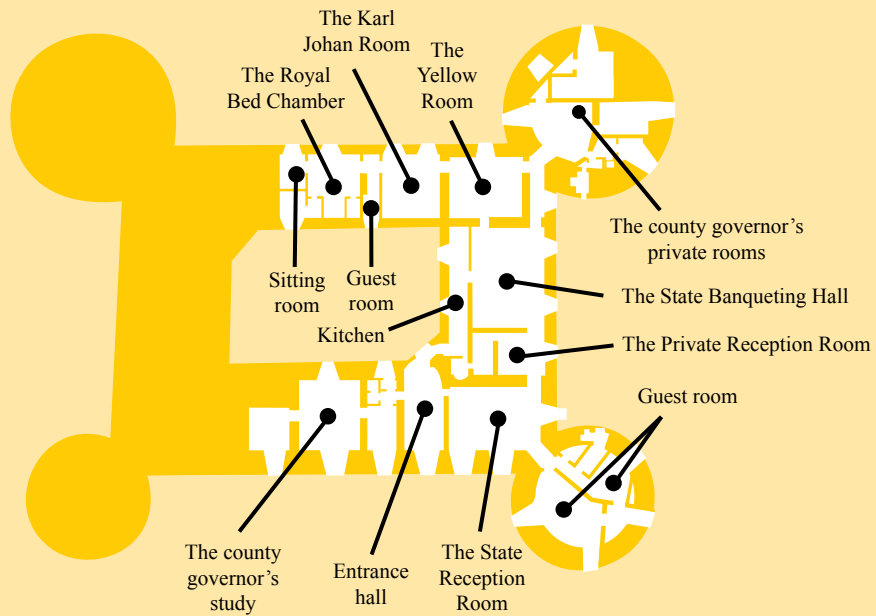 The Karl
Johan Room
The
Yellow
Room
The Royal
Bed Chamber
The county governor’s
private rooms
Sitting
room
Guest
room
The State Banqueting Hall
Kitchen
The Private Reception Room
Guest room
The county
governor’s
study
Entrance
hall
The State
Reception
Room